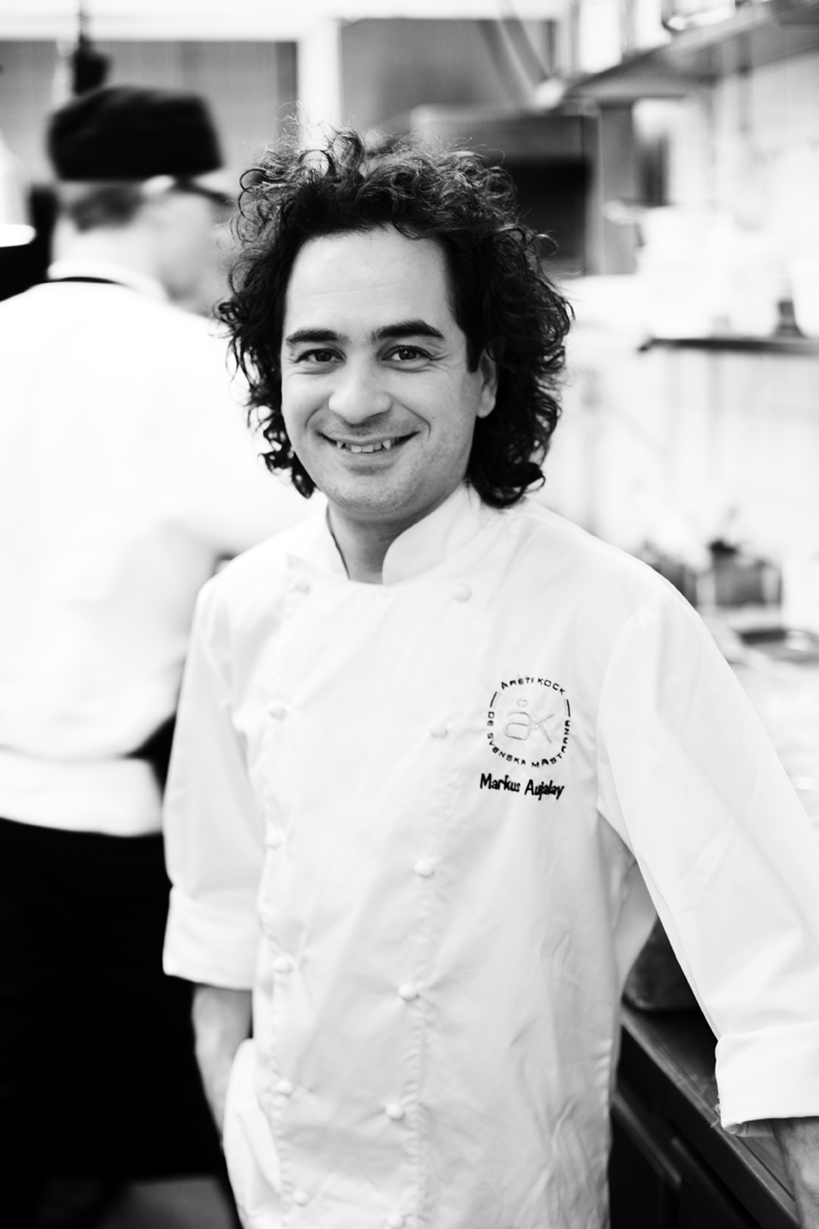 ÅRETS KOCK
åk
DE SVENSKA MÄSTARNA
Markus Aujalay